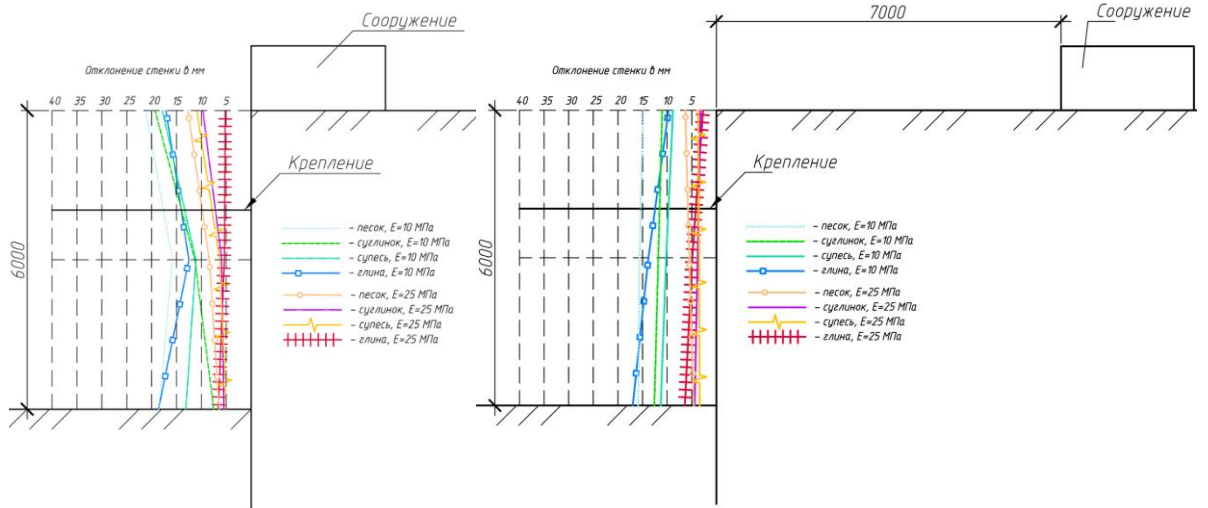 Сооружение
Отклонение стенки в мм
40 35 30 25 20 15 10 5
Крепление
6000
– песок, Е=10 МПа
– суглинок, Е=10 МПа
– супесь, Е=10 МПа
– глина, Е=10 МПа
– песок, Е=25 МПа
– суглинок, Е=25 МПа
– супесь, Е=25 МПа
– глина, Е=25 МПа
7000
Сооружение
Отклонение стенки в мм
40 35 30 25 20 15 10 5
Крепление
6000
– песок, Е=10 МПа
– суглинок, Е=10 МПа
– супесь, Е=10 МПа
– глина, Е=10 МПа
– песок, Е=25 МПа
– суглинок, Е=25 МПа
– супесь, Е=25 МПа
– глина, Е=25 МПа